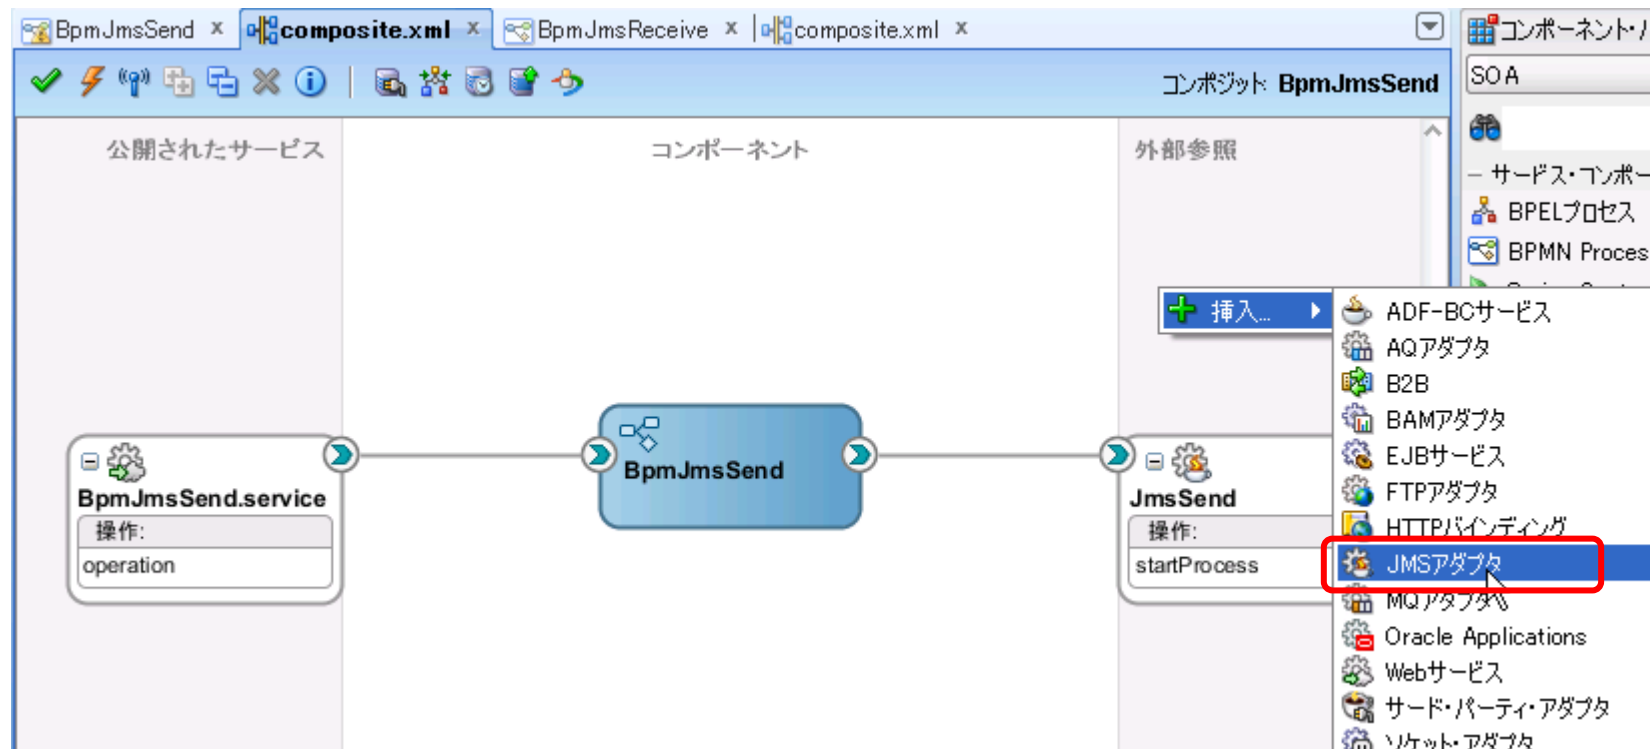 BpmJmsSend x composite.xml x BpmJmsReceive x composite.xml x
コンポーネント・パ
コンポジット BpmJmsSend
SOA
公開されたサービス コンポーネント 外部参照
サービス・コンポー
BPELプロセス
BPMN Proces
挿入...
ADF-BCサービス
AQアダプタ
B2B
BAMアダプタ
EJBサービス
FTPアダプタ
HTTPバインディング
JMSアダプタ
MQアダプタ
Oracle Applications
Webサービス
サード・パーティ・アダプタ
ソケット・アダプタ
BpmJmsSend.service
操作:
operation
BpmJmsSend
JmsSend
操作:
startProcess